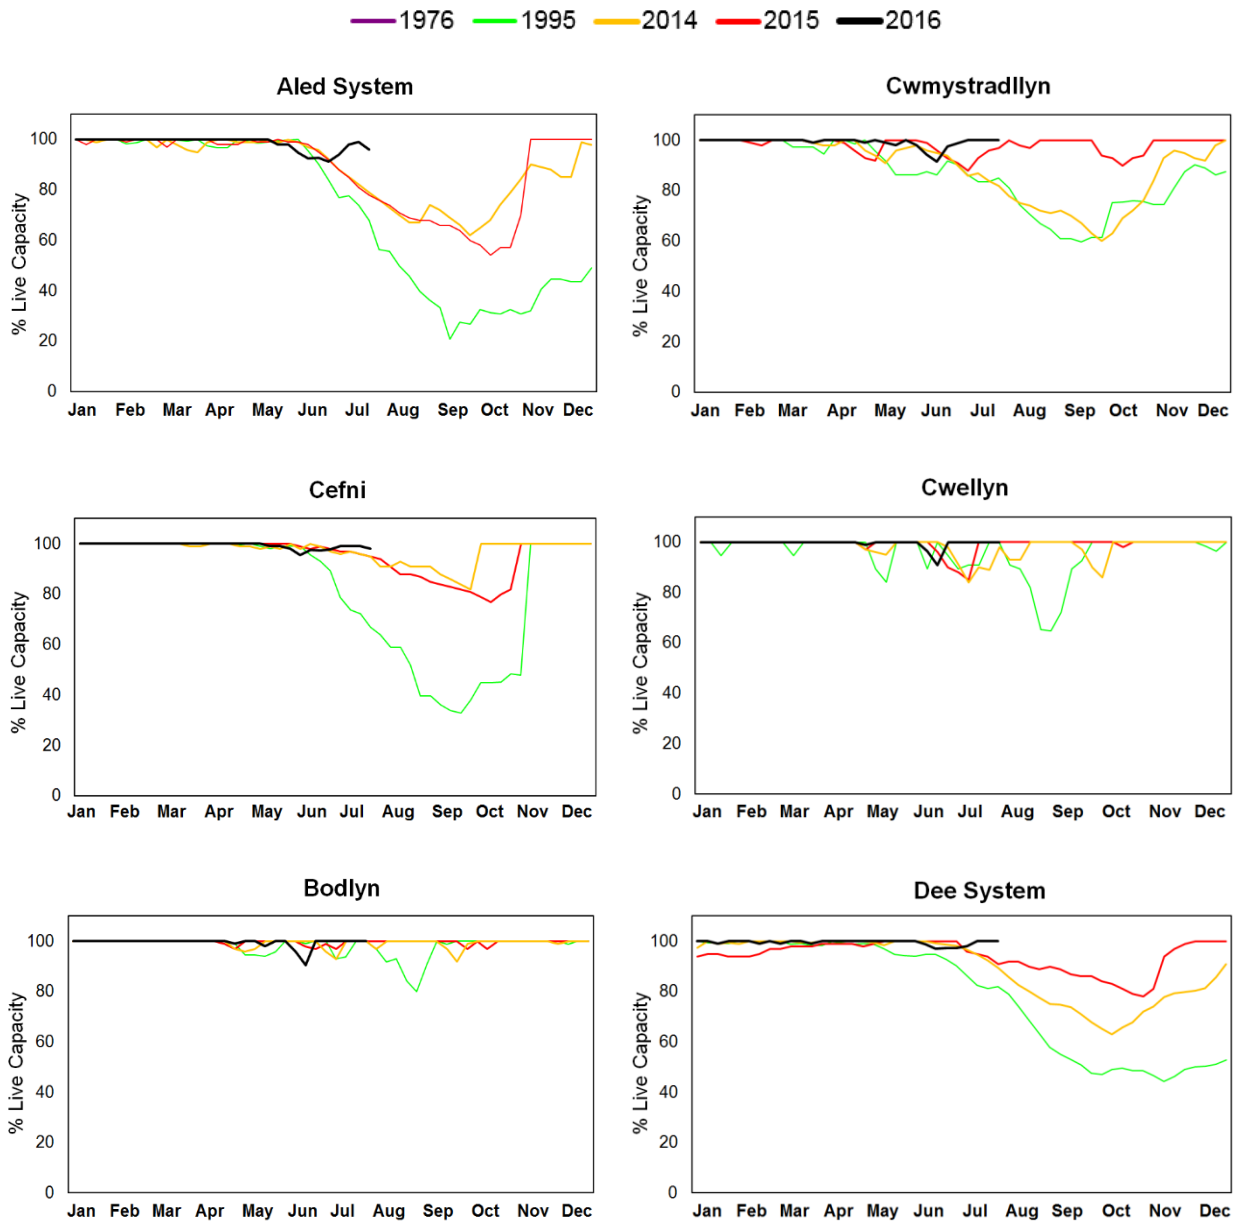 1976 1995 2014 2015 2016
Aled System
% Live Capacity
100
80
60
40
20
0
Jan Feb Mar Apr May Jun Jul Aug Sep Oct Nov Dec
Cwmystradllyn
% Live Capacity
100
80
60
40
20
0
Jan Feb Mar Apr May Jun Jul Aug Sep Oct Nov Dec
Cefni
% Live Capacity
100
80
60
40
20
0
Jan Feb Mar Apr May Jun Jul Aug Sep Oct Nov Dec
Cwellyn
% Live Capacity
100
80
60
40
20
0
Jan Feb Mar Apr May Jun Jul Aug Sep Oct Nov Dec
Bodlyn
% Live Capacity
100
80
60
40
20
0
Jan Feb Mar Apr May Jun Jul Aug Sep Oct Nov Dec
Dee System
% Live Capacity
100
80
60
40
20
0
Jan Feb Mar Apr May Jun Jul Aug Sep Oct Nov Dec